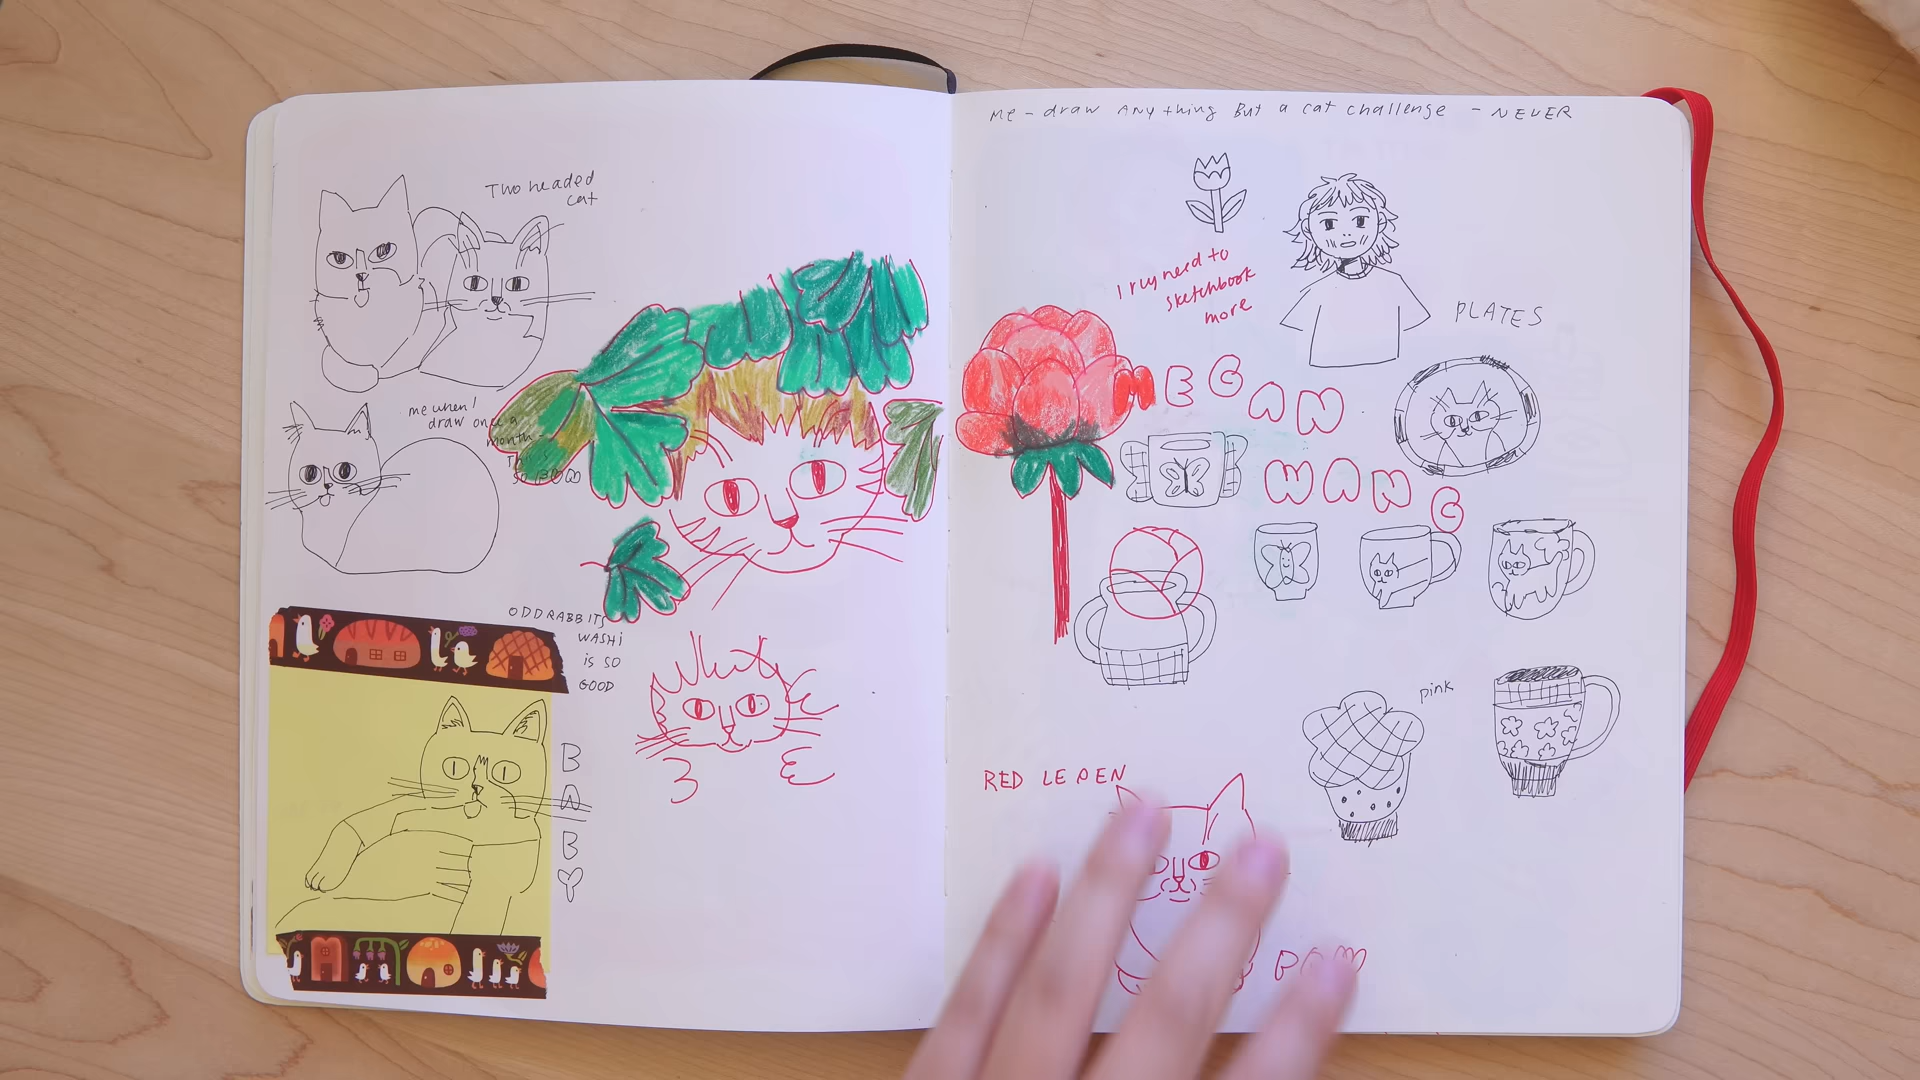 Two headed
cat
me when I
draw once a
month -
ODDRABBITS
WASHi
is so
GOOD
BABY
Me - draw Anything But a cat challenge - NEVER
I rly need to
sketchbook
more
PLATES
MEGAN
WANG
pink
RED LE PEN